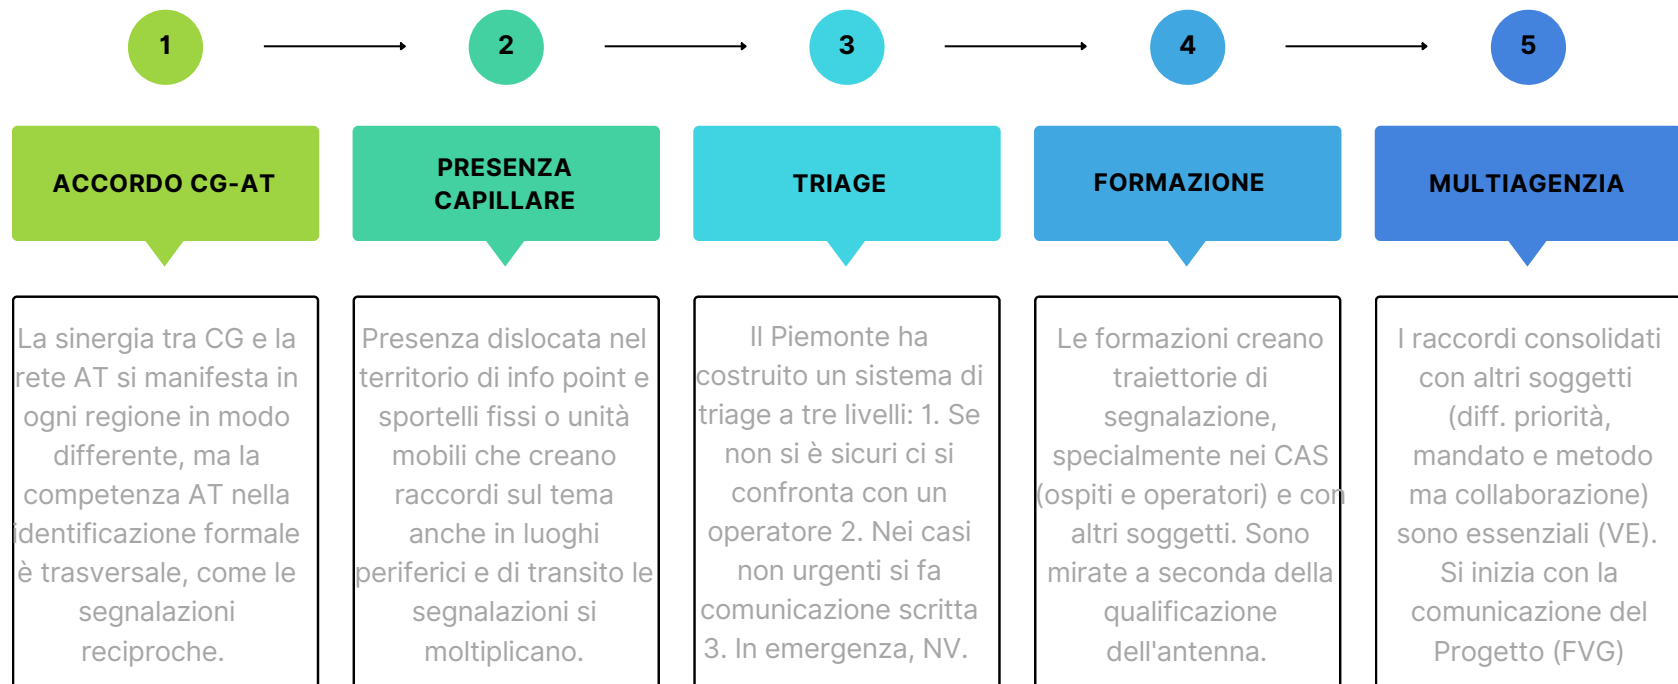 1
2
3
4
5
ACCORDO CG-AT
PRESENZA
CAPILLARE
TRIAGE
FORMAZIONE
MULTIAGENZIA
La sinergia tra CG e la
rete AT si manifesta in
ogni regione in modo
differente, ma la
competenza AT nella
identificazione formale
è trasversale, come le
segnalazioni
reciproche.
Presenza dislocata nel
territorio di info point e
sportelli fissi o unità
mobili che creano
raccordi sul tema
anche in luoghi
periferici e di transito le
segnalazioni si
moltiplicano.
Il Piemonte ha
costruito un sistema di
triage a tre livelli: 1. Se
non si è sicuri ci si
confronta con un
operatore 2. Nei casi
non urgenti si fa
comunicazione scritta
3. In emergenza, NV.
Le formazioni creano
traiettorie di
segnalazione,
specialmente nei CAS
(ospiti e operatori) e con
altri soggetti. Sono
mirate a seconda della
qualificazione
dell'antenna.
I raccordi consolidati
con altri soggetti
(diff. priorità,
mandato e metodo
ma collaborazione)
sono essenziali (VE).
Si inizia con la
comunicazione del
Progetto (FVG)